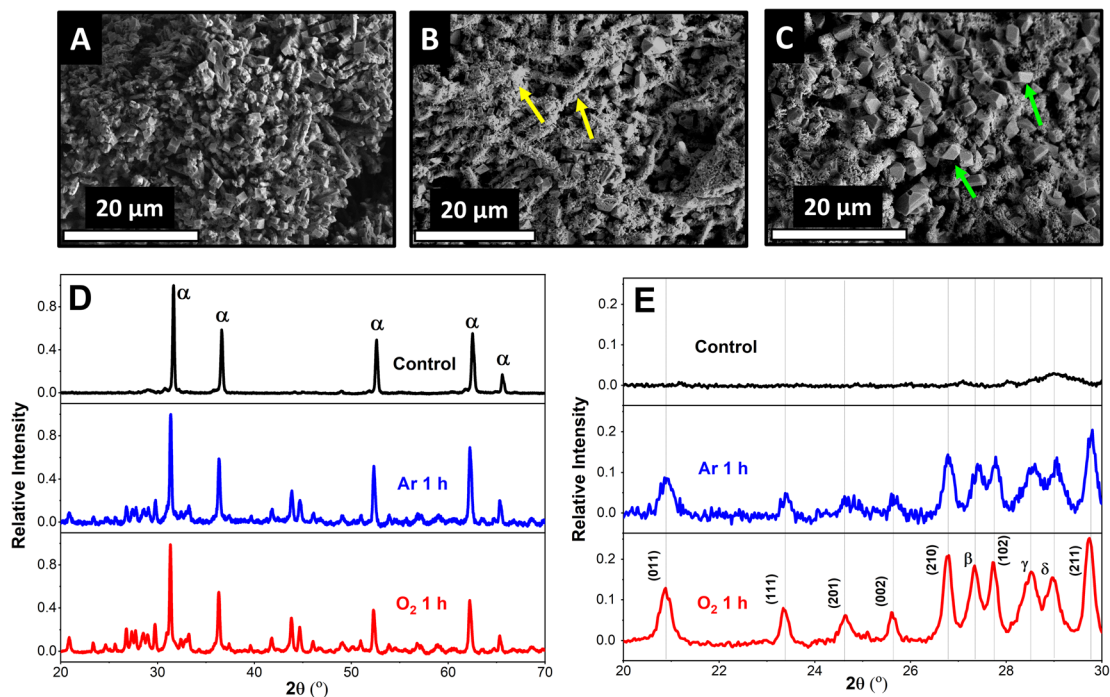 A
20 µm
B
20 µm
C
20 µm
D
α
α
α
α
α
Control
Ar 1 h
O2 1 h
Relative Intensity
0.0
0.4
0.8
0.0
0.4
0.8
0.0
0.4
0.8
20
30
40
50
60
70
2θ (°)
E
Control
Ar 1 h
O2 1 h
(011)
(111)
(201)
(002)
(210)
β
(102)
γ
δ
(211)
Relative Intensity
0.0
0.1
0.2
0.0
0.1
0.2
0.0
0.1
0.2
20
22
24
26
28
30
2θ (°)